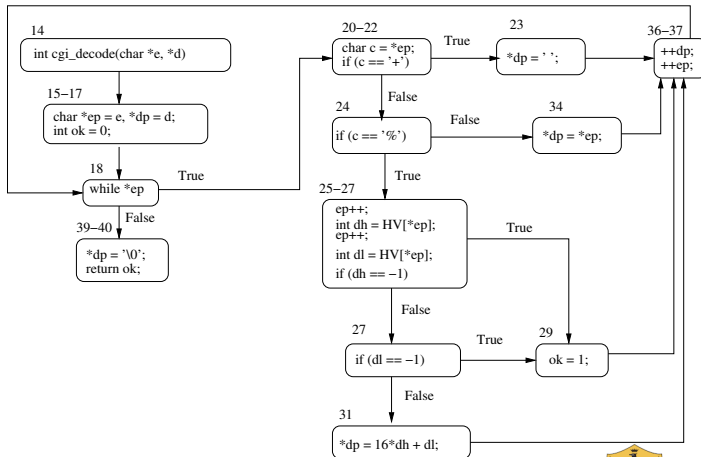 14
int cgi_decode(char *e, *d)
15−17
char *ep = e, *dp = d;
int ok = 0;
18
while *ep
True
False
39−40
*dp = '\0';
return ok;
20−22
char c = *ep;
if (c == '+')
True
False
23
*dp = ' ';
36−37
++dp;
++ep;
24
if (c == '%')
False
True
34
*dp = *ep;
25−27
ep++;
int dh = HV[*ep];
ep++;
int dl = HV[*ep];
if (dh == −1)
True
False
27
if (dl == −1)
True
False
29
ok = 1;
31
*dp = 16*dh + dl;